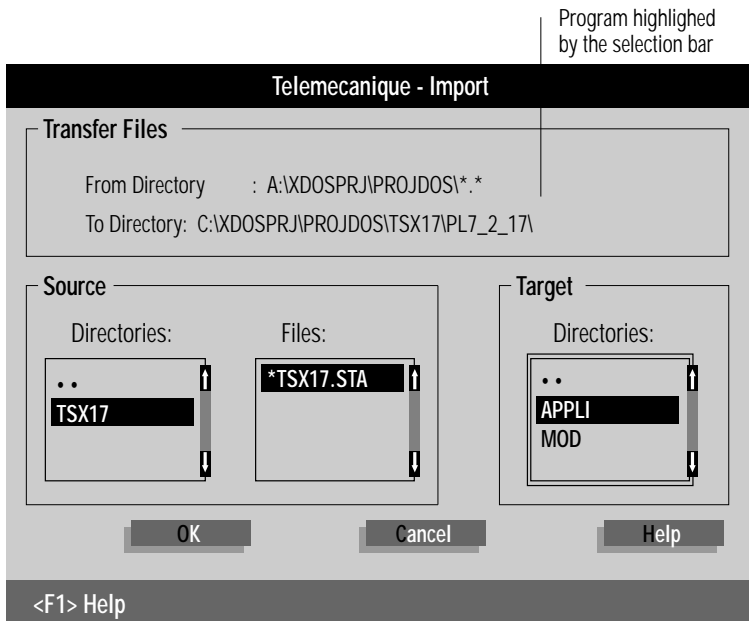 Program highlighed
by the selection bar
Telemecanique - Import
Transfer Files
From Directory : A:\XDOSPRJ\PROJDOS\*.*
To Directory: C:\XDOSPRJ\PROJDOS\TSX17\PL7_2_17\
Source
Target
Directories:
Files:
Directories:
..
*TSX17.STA
..
TSX17
APPLI
MOD
OK
Cancel
Help
<F1> Help